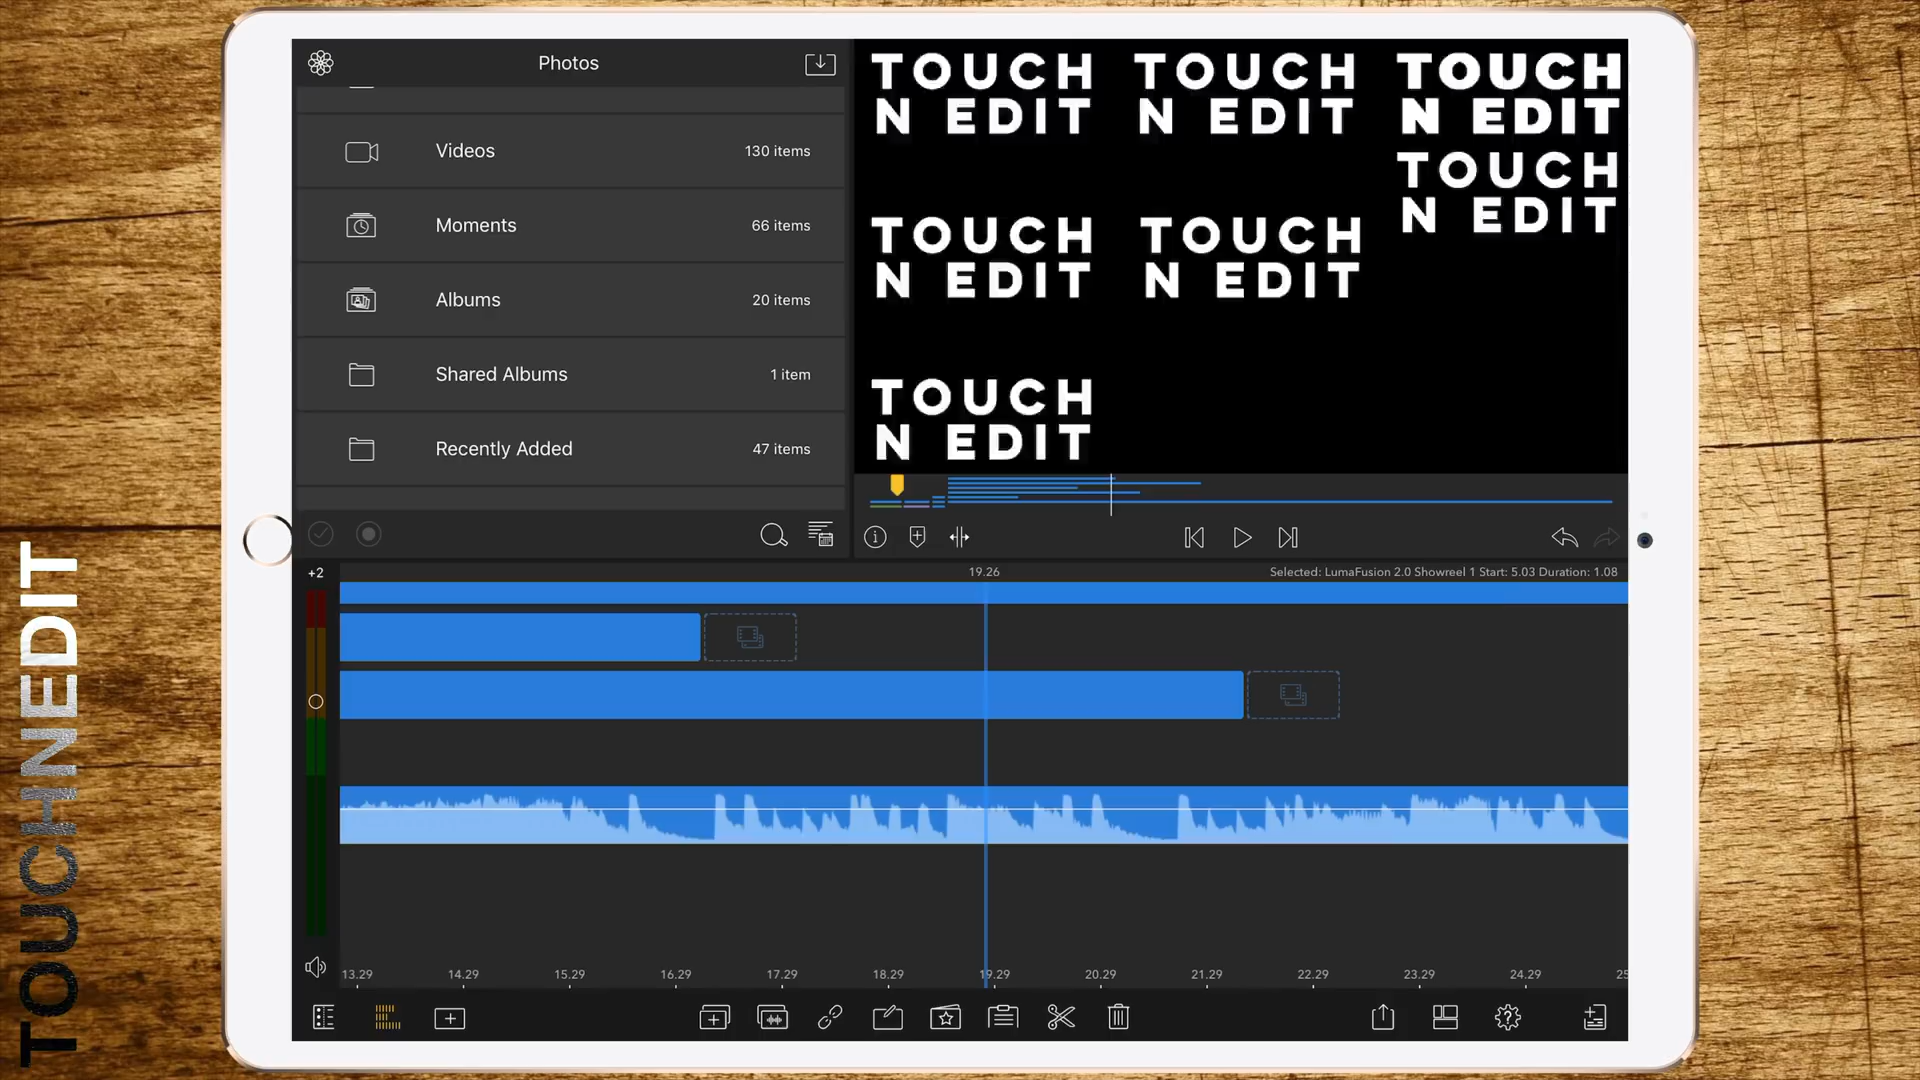 Photos
Videos
130 items
Moments
66 items
Albums
20 items
Shared Albums
1 item
Recently Added
47 items
TOUCH
N EDIT
TOUCH
N EDIT
TOUCH
N EDIT
TOUCH
N EDIT
TOUCH
N EDIT
TOUCH
N EDIT
TOUCH
N EDIT
+2
19.26
Selected: LumaFusion 2.0 Showreel 1 Start: 5.03 Duration: 1.08
13.29
14.29
15.29
16.29
17.29
18.29
19.29
20.29
21.29
22.29
23.29
24.29
25
TOUCHNEDIT